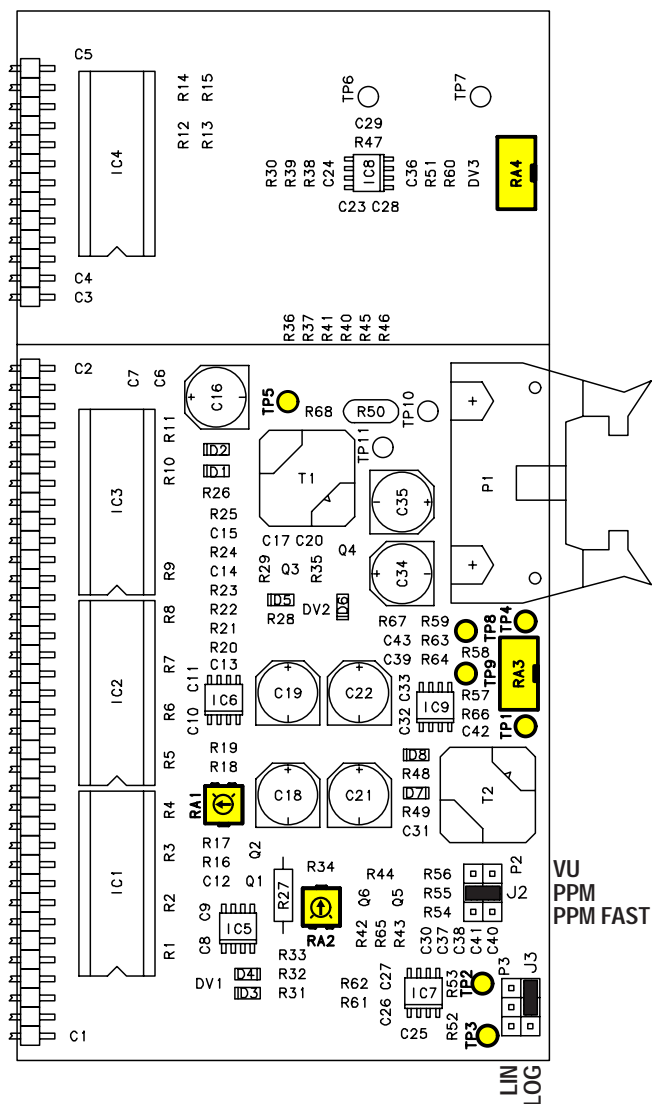 C5
R14
R15
TP6
TP7
C29
R47
R12
R13
IC4
R30
R39
R38
C24
IC8
C36
R51
R60
DV3
RA4
C23 C28
C4
C3
R36
R37
R41
R40
R45
R46
C2
C7
C6
C16
TP5
R68
R50
TP10
R11
TP11
D2
D1
R10
R26
T1
C35
P1
IC3
R25
C15
R24
C17 C20
Q4
C14
R29
Q3
R35
C34
R9
R23
R22
D5
DV2
D6
R28
R8
R21
R67
R59
TP8
TP4
C43
R63
R20
C39
R64
R58
R7
C13
C11
IC6
C19
C22
C33
IC9
TP9
RA3
R57
IC2
R6
C10
C32
R66
C42
TP1
R5
R19
R18
D8
R48
T2
RA1
C18
C21
D7
R49
R4
C31
R3
R17
R16
Q2
R34
R44
R56
P2
VU
IC1
C12
Q1
R27
Q6
Q5
R55
J2
PPM
R2
C9
IC5
RA2
R54
PPM FAST
R42
R65
R43
C30
C37
C38
C41
C40
R1
C8
R33
DV1
D4
R32
D3
R31
R62
R61
C27
C26
IC7
R53
TP2
P3
J3
C25
R52
TP3
C1
LIN
LOG